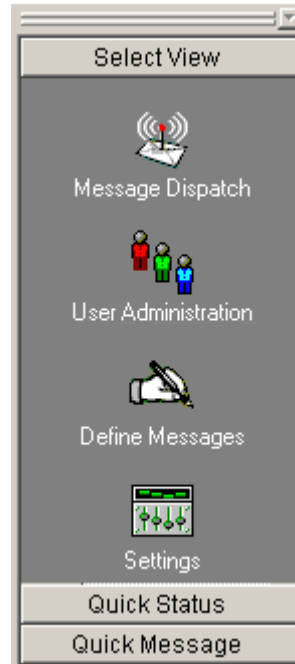 Select View
Message Dispatch
User Administration
Define Messages
Settings
Quick Status
Quick Message